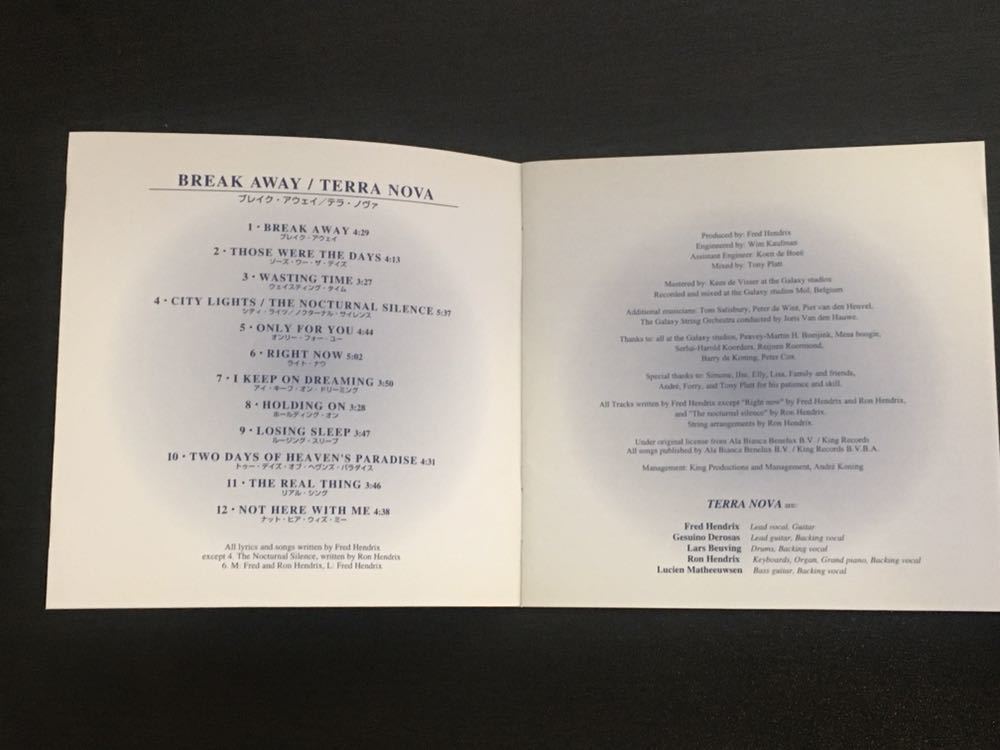 BREAK AWAY / TERRA NOVA
ブレイク・アウェイ/テラ・ノヴァ
1・BREAK AWAY 4:29
ブレイク・アウェイ
2・THOSE WERE THE DAYS 4:13
ゾーズ・ワー・ザ・デイズ
3・WASTING TIME 3:27
ウェイスティング・タイム
4・CITY LIGHTS / THE NOCTURNAL SILENCE 5:37
シティ・ライツ/ノクターナル・サイレンス
5・ONLY FOR YOU 4:44
オンリー・フォー・ユー
6・RIGHT NOW 5:02
ライト・ナウ
7・I KEEP ON DREAMING 3:50
アイ・キープ・オン・ドリーミング
8・HOLDING ON 3:28
ホールディング・オン
9・LOSING SLEEP 3:47
ルージング・スリープ
10・TWO DAYS OF HEAVEN'S PARADISE 4:31
トゥー・デイズ・オブ・ヘヴンズ・パラダイス
11・THE REAL THING 3:46
リアル・シング
12・NOT HERE WITH ME 4:38
ナット・ヒア・ウィズ・ミー
All lyrics and songs written by Fred Hendrix
except 4. The Nocturnal Silence, written by Ron Hendrix
6. M: Fred and Ron Hendrix, L: Fred Hendrix
Produced by: Fred Hendrix
Engineered by: Wim Kaufman
Assistant Engineer: Koen de Boeil
Mixed by: Tony Platt
Mastered by: Kees de Visser at the Galaxy studios
Recorded and mixed at the Galaxy studios Mol, Belgium
Additional musicians: Tom Salisbury, Peter de Wint, Piet van den Heuvel,
The Galaxy String Orchestra conducted by Joris Van den Hauwe.
Thanks to: all at the Galaxy studios, Peavey-Martin H. Mesa boogie,
Serlui-Harold Koenders, Roermond,
Barry de Koning, Peter Cox.
Special thanks to: Simone, Ilse, Elly, Lisa, Family and friends,
André, Ferry, and Tony Platt for his patience and skill.
All Tracks written by Fred Hendrix except "Right now" by Fred Hendrix and Ron Hendrix,
and "The nocturnal silence" by Ron Hendrix.
String arrangements by Ron Hendrix.
Under original license from Ala Bianca Benelux B.V. / King Records
All songs published by Ala Bianca Benelux B.V. / King Records B.V.B.A.
Management: King Productions and Management, André Koning
TERRA NOVA are:
Fred Hendrix Lead vocal, Guitar
Gesuino Derosas Lead guitar, Backing vocal
Lars Beuving Drums, Backing vocal
Ron Hendrix Keyboards, Organ, Grand piano, Backing vocal
Lucien Matheeuwsen Bass guitar, Backing vocal